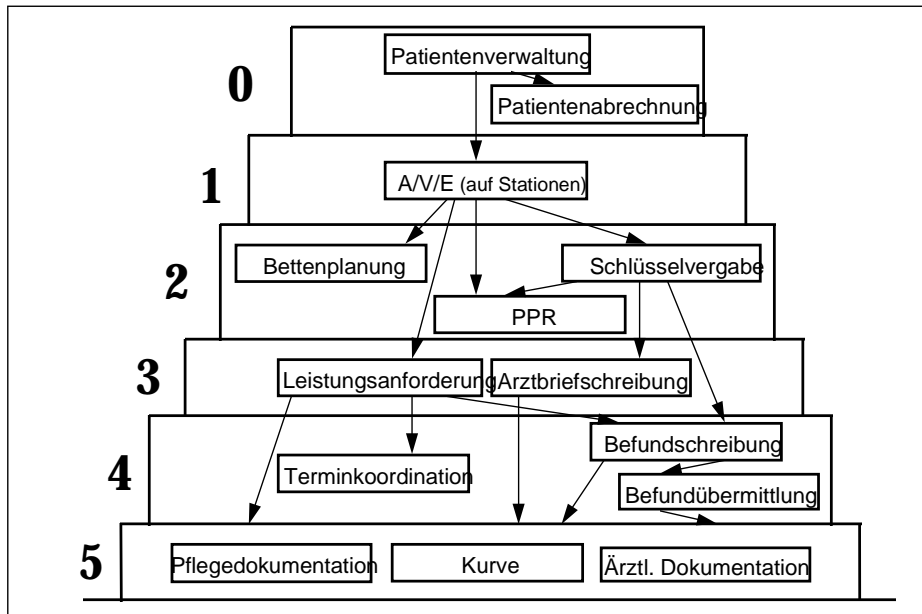 0
Patientenverwaltung
Patientenabrechnung
1
A/V/E (auf Stationen)
2
Bettenplanung
Schlüsselvergabe
PPR
3
Leistungsanforderung
Arztbriefschreibung
4
Befundschreibung
Terminkoordination
Befundübermittlung
5
Pflegedokumentation
Kurve
Ärztl. Dokumentation